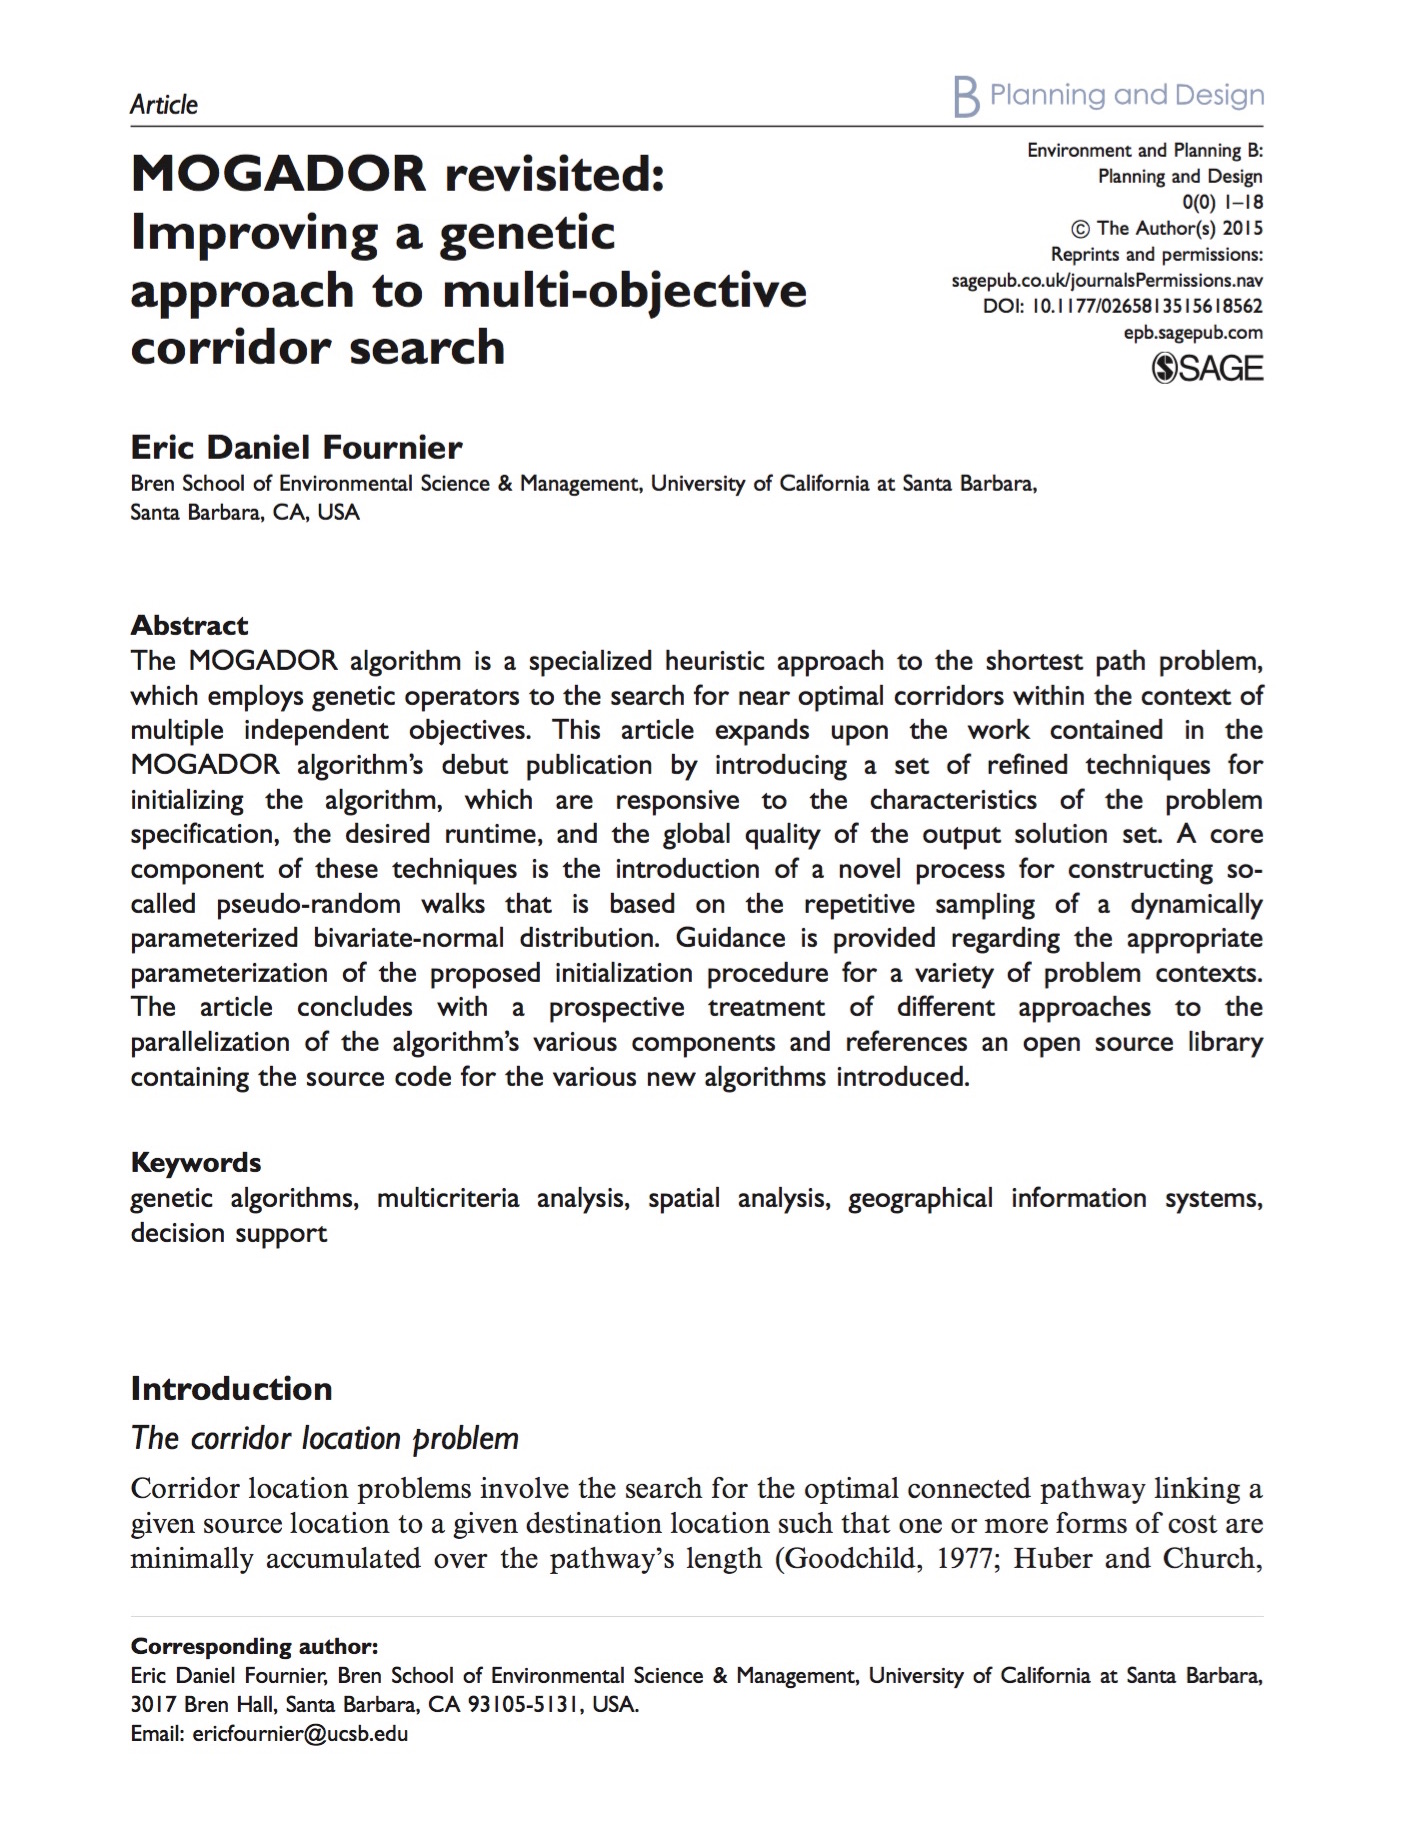 Article
B Planning and Design
MOGADOR revisited:
Improving a genetic
approach to multi-objective
corridor search
Environment and Planning B:
Planning and Design
0(0) 1–18
© The Author(s) 2015
Reprints and permissions:
sagepub.co.uk/journalsPermissions.nav
DOI: 10.1177/0265813515618562
epb.sagepub.com
SAGE
Eric Daniel Fournier
Bren School of Environmental Science & Management, University of California at Santa Barbara,
Santa Barbara, CA, USA
Abstract
The MOGADOR algorithm is a specialized heuristic approach to the shortest path problem,
which employs genetic operators to the search for near optimal corridors within the context of
multiple independent objectives. This article expands upon the work contained in the
MOGADOR algorithm’s debut publication by introducing a set of refined techniques for
initializing the algorithm, which are responsive to the characteristics of the problem
specification, the desired runtime, and the global quality of the output solution set. A core
component of these techniques is the introduction of a novel process for constructing so-
called pseudo-random walks that is based on the repetitive sampling of a dynamically
parameterized bivariate-normal distribution. Guidance is provided regarding the appropriate
parameterization of the proposed initialization procedure for a variety of problem contexts.
The article concludes with a prospective treatment of different approaches to the
parallelization of the algorithm’s various components and references an open source library
containing the source code for the various new algorithms introduced.
Keywords
genetic algorithms, multicriteria analysis, spatial analysis, geographical information systems,
decision support
Introduction
The corridor location problem
Corridor location problems involve the search for the optimal connected pathway linking a
given source location to a given destination location such that one or more forms of cost are
minimally accumulated over the pathway’s length (Goodchild, 1977; Huber and Church,
Corresponding author:
Eric Daniel Fournier, Bren School of Environmental Science & Management, University of California at Santa Barbara,
3017 Bren Hall, Santa Barbara, CA 93105-5131, USA.
Email: ericfournier@ucsb.edu